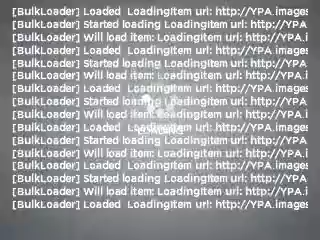 [BulkLoader] Loaded LoadingItem url: http://YPA.images
[BulkLoader] Started loading LoadingItem url: http://YPA
[BulkLoader] Will load item: LoadingItem url: http://YPA.i
[BulkLoader] Loaded LoadingItem url: http://YPA.images
[BulkLoader] Started loading LoadingItem url: http://YPA
[BulkLoader] Will load item: LoadingItem url: http://YPA.i
[BulkLoader] Loaded LoadingItem url: http://YPA.images
[BulkLoader] Started loading LoadingItem url: http://YPA
[BulkLoader] Will load item: LoadingItem url: http://YPA.i
[BulkLoader] Loaded LoadingItem url: http://YPA.images
[BulkLoader] Started loading LoadingItem url: http://YPA
[BulkLoader] Will load item: LoadingItem url: http://YPA.i
[BulkLoader] Loaded LoadingItem url: http://YPA.images
[BulkLoader] Started loading LoadingItem url: http://YPA
[BulkLoader] Will load item: LoadingItem url: http://YPA.i
[BulkLoader] Loaded LoadingItem url: http://YPA.images